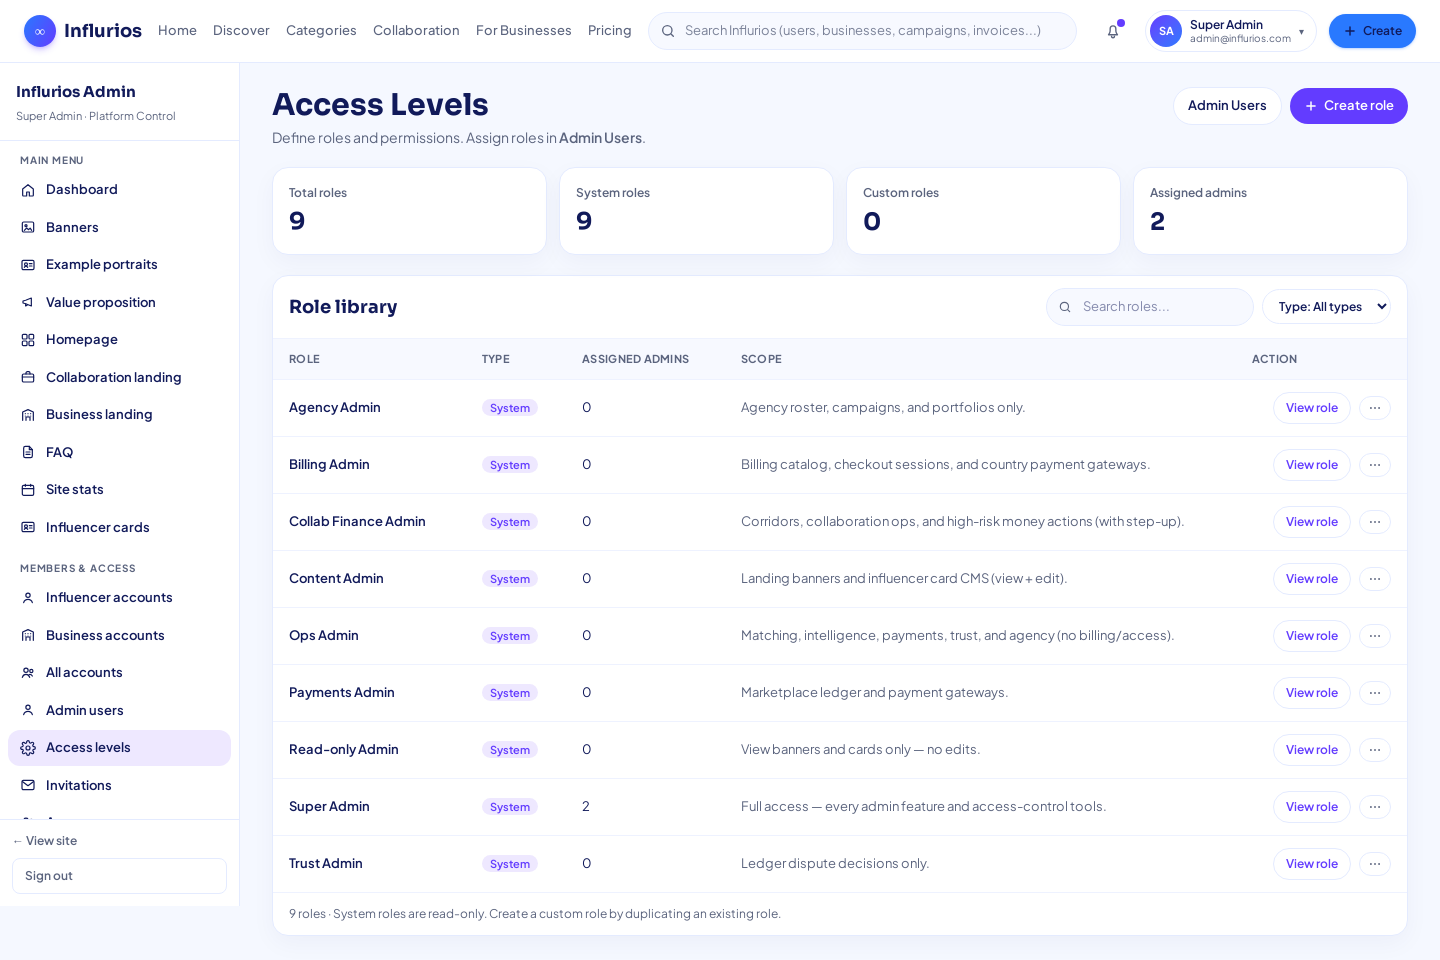 ∞ Influrios Home Discover Categories Collaboration For Businesses Pricing Search Influrios (users, businesses, campaigns, invoices...) SA Super Admin ▾ + Create
admin@influrios.com
Influrios Admin
Super Admin · Platform Control
MAIN MENU
Dashboard
Banners
Example portraits
Value proposition
Homepage
Collaboration landing
Business landing
FAQ
Site stats
Influencer cards
MEMBERS & ACCESS
Influencer accounts
Business accounts
All accounts
Admin users
Access levels
Invitations
← View site
Sign out
Access Levels
Admin Users + Create role
Define roles and permissions. Assign roles in Admin Users.
Total roles
9
System roles
9
Custom roles
0
Assigned admins
2
Role library Search roles... Type: All types
ROLE TYPE ASSIGNED ADMINS SCOPE ACTION
Agency Admin System 0 Agency roster, campaigns, and portfolios only. View role ···
Billing Admin System 0 Billing catalog, checkout sessions, and country payment gateways. View role ···
Collab Finance Admin System 0 Corridors, collaboration ops, and high-risk money actions (with step-up). View role ···
Content Admin System 0 Landing banners and influencer card CMS (view + edit). View role ···
Ops Admin System 0 Matching, intelligence, payments, trust, and agency (no billing/access). View role ···
Payments Admin System 0 Marketplace ledger and payment gateways. View role ···
Read-only Admin System 0 View banners and cards only — no edits. View role ···
Super Admin System 2 Full access — every admin feature and access-control tools. View role ···
Trust Admin System 0 Ledger dispute decisions only. View role ···
9 roles · System roles are read-only. Create a custom role by duplicating an existing role.